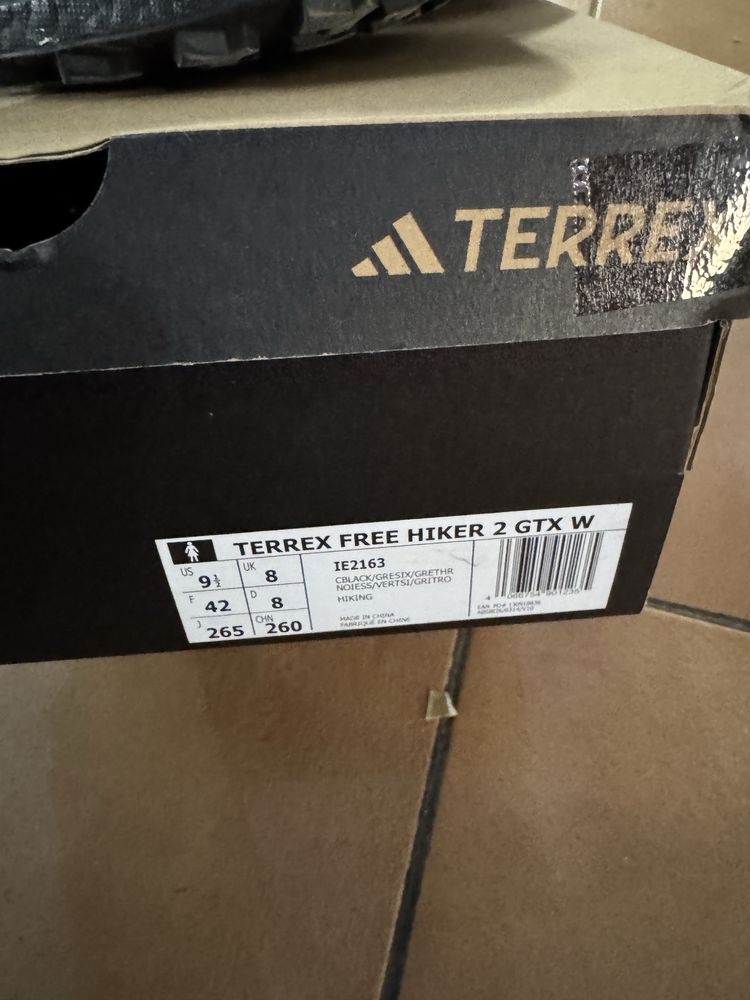 TERREX
TERREX FREE HIKER 2 GTX W
US 9½ UK 8
F 42 D 8
J 265 CHN 260
IE2163
CBLACK/GRESIX/GRETHR
NOIESS/VERTSI/GRITRO
HIKING
MADE IN CHINA
FABRIQUÉ EN CHINE